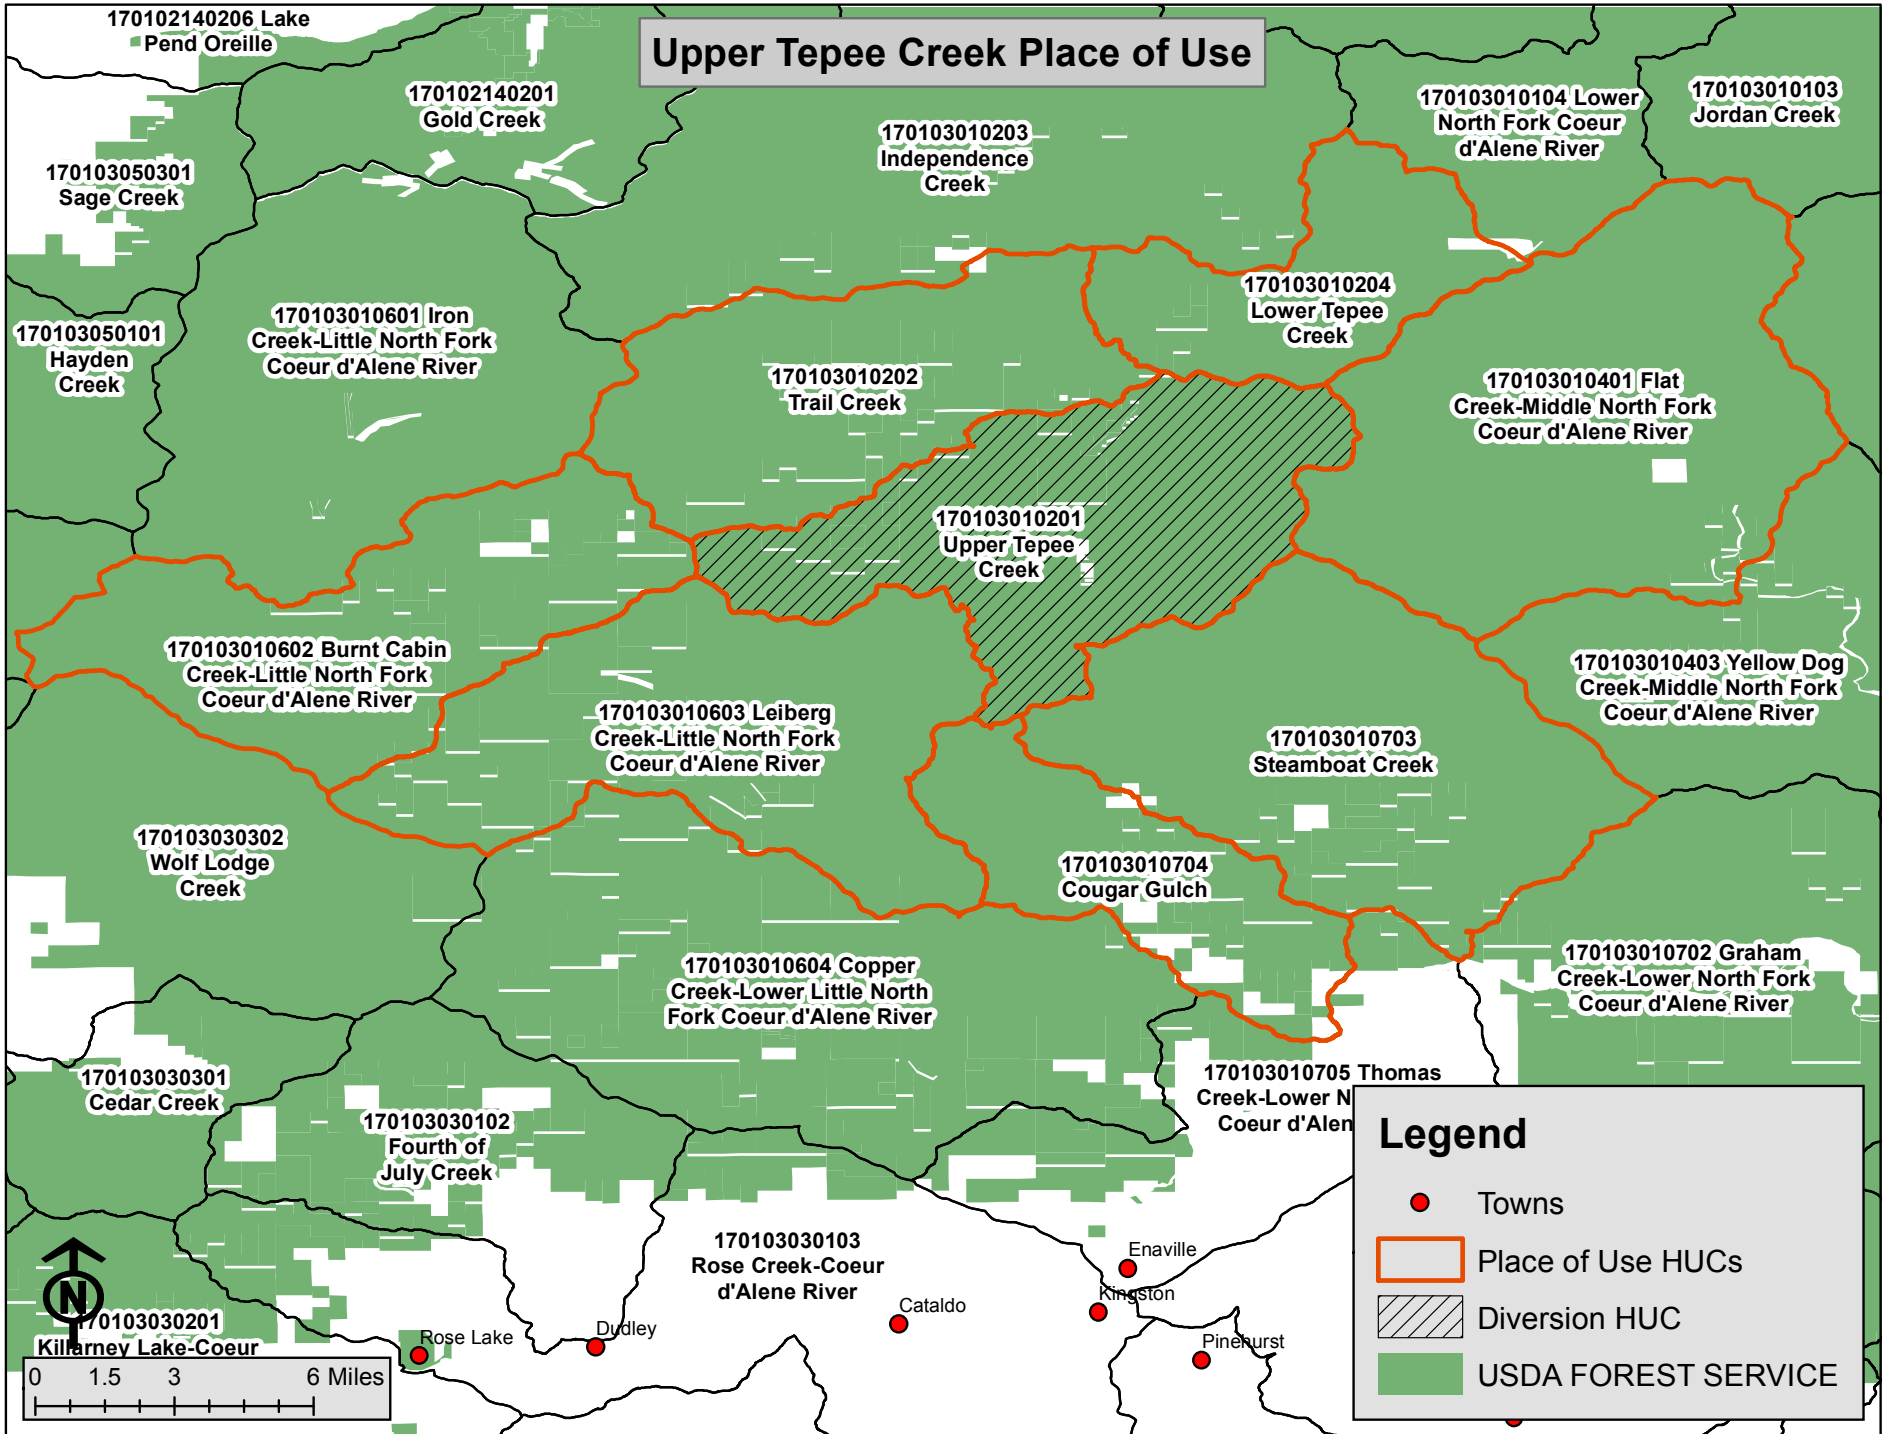 Upper Tepee Creek Place of Use
170102140206 Lake
Pend Oreille
170102140201
Gold Creek
170103010203
Independence
Creek
170103010104 Lower
North Fork Coeur
d'Alene River
170103010103
Jordan Creek
170103050301
Sage Creek
170103050101
Hayden
Creek
170103010601 Iron
Creek-Little North Fork
Coeur d'Alene River
170103010204
Lower Tepee
Creek
170103010202
Trail Creek
170103010401 Flat
Creek-Middle North Fork
Coeur d'Alene River
170103010201
Upper Tepee
Creek
170103010602 Burnt Cabin
Creek-Little North Fork
Coeur d'Alene River
170103010403 Yellow Dog
Creek-Middle North Fork
Coeur d'Alene River
170103010603 Leiberg
Creek-Little North Fork
Coeur d'Alene River
170103010703
Steamboat Creek
170103030302
Wolf Lodge
Creek
170103010704
Cougar Gulch
170103010604 Copper
Creek-Lower Little North
Fork Coeur d'Alene River
170103010702 Graham
Creek-Lower North Fork
Coeur d'Alene River
170103030301
Cedar Creek
170103030102
Fourth of
July Creek
170103010705 Thomas
Creek-Lower N
Coeur d'Alen
170103030103
Rose Creek-Coeur
d'Alene River
Enaville
Kingston
Cataldo
Pinehurst
Dudley
Rose Lake
N
170103030201
Killarney Lake-Coeur
0 1.5 3 6 Miles
Legend
Towns
Place of Use HUCs
Diversion HUC
USDA FOREST SERVICE